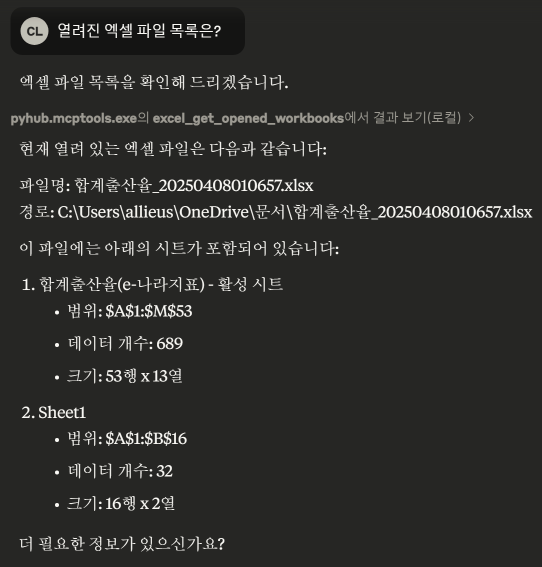 CL 열려진 엑셀 파일 목록은?
엑셀 파일 목록을 확인해 드리겠습니다.
pyhub.mcptools.exe의 excel_get_opened_workbooks에서 결과 보기(로컬) >
현재 열려 있는 엑셀 파일은 다음과 같습니다:
파일명: 합계출산율_20250408010657.xlsx
경로: C:\Users\allieus\OneDrive\문서\합계출산율_20250408010657.xlsx
이 파일에는 아래의 시트가 포함되어 있습니다:
1. 합계출산율(e-나라지표) - 활성 시트
• 범위: $A$1:$M$53
• 데이터 개수: 689
• 크기: 53행 x 13열
2. Sheet1
• 범위: $A$1:$B$16
• 데이터 개수: 32
• 크기: 16행 x 2열
더 필요한 정보가 있으신가요?